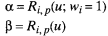 α = R_{i, p}(u; w_i = 1)
β = R_{i, p}(u)